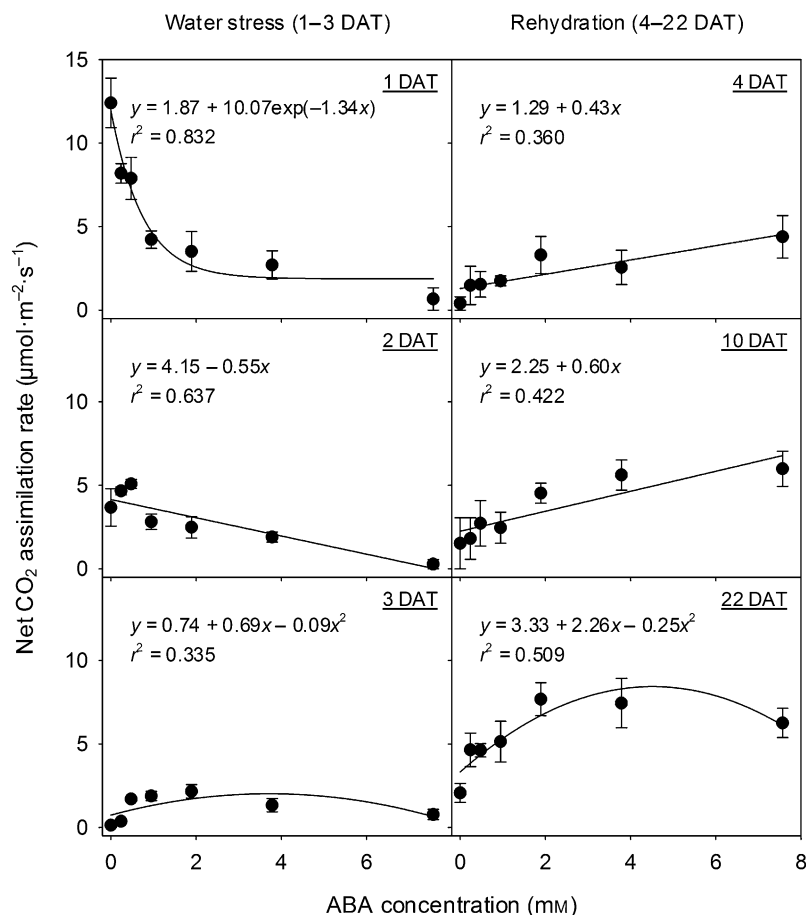 Water stress (1–3 DAT)
Rehydration (4–22 DAT)
15
1 DAT
y = 1.87 + 10.07exp(–1.34x)
r² = 0.832
4 DAT
y = 1.29 + 0.43x
r² = 0.360
10
5
0
2 DAT
y = 4.15 – 0.55x
r² = 0.637
10 DAT
y = 2.25 + 0.60x
r² = 0.422
10
5
0
3 DAT
y = 0.74 + 0.69x – 0.09x²
r² = 0.335
22 DAT
y = 3.33 + 2.26x – 0.25x²
r² = 0.509
10
5
0
Net CO₂ assimilation rate (µmol·m⁻²·s⁻¹)
0 2 4 6 0 2 4 6 8
ABA concentration (mM)